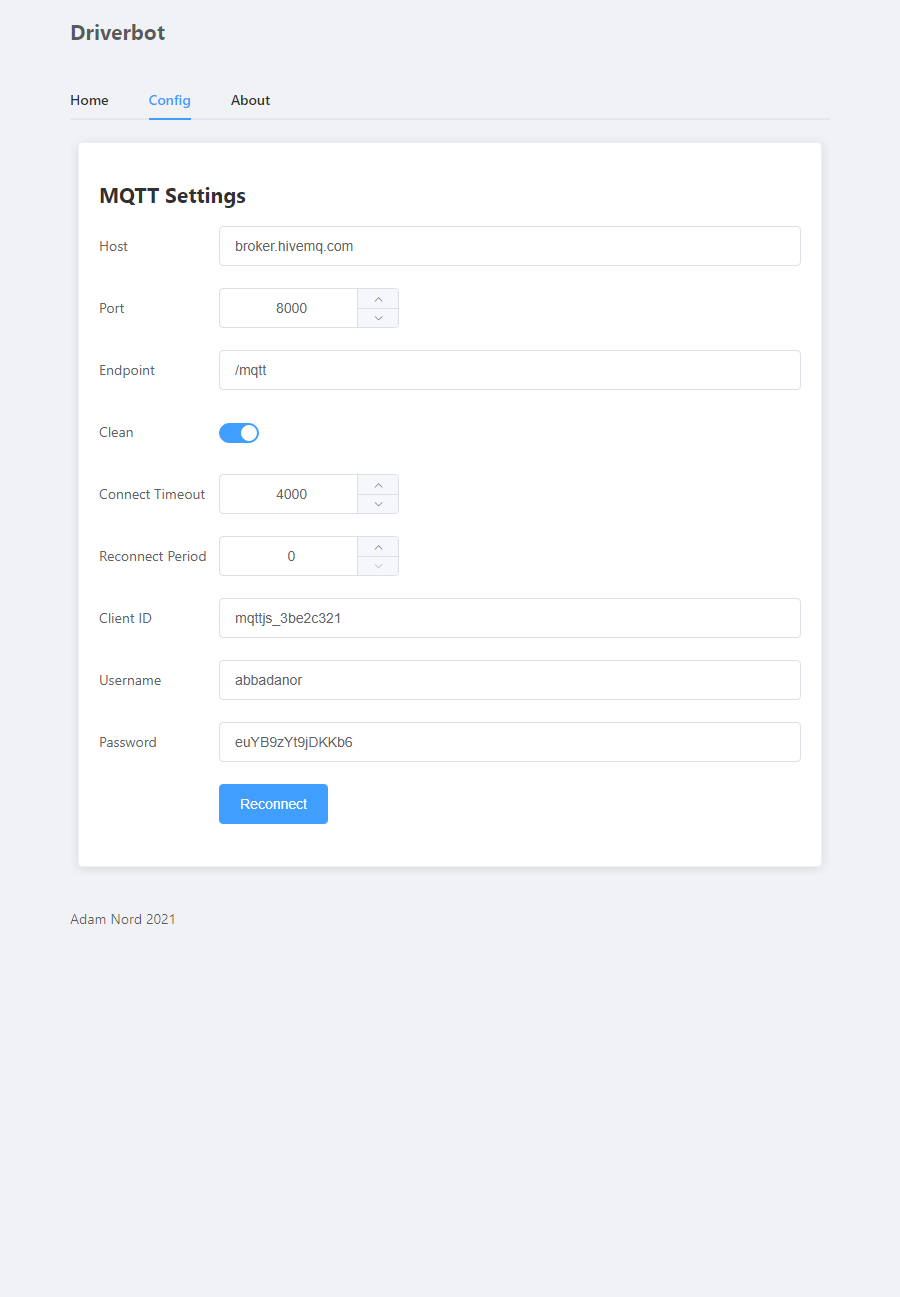 Driverbot
Home Config About
MQTT Settings
Host broker.hivemq.com
Port 8000
Endpoint /mqtt
Clean
Connect Timeout 4000
Reconnect Period 0
Client ID mqttjs_3be2c321
Username abbadanor
Password euYB9zYt9jDKKb6
Reconnect
Adam Nord 2021